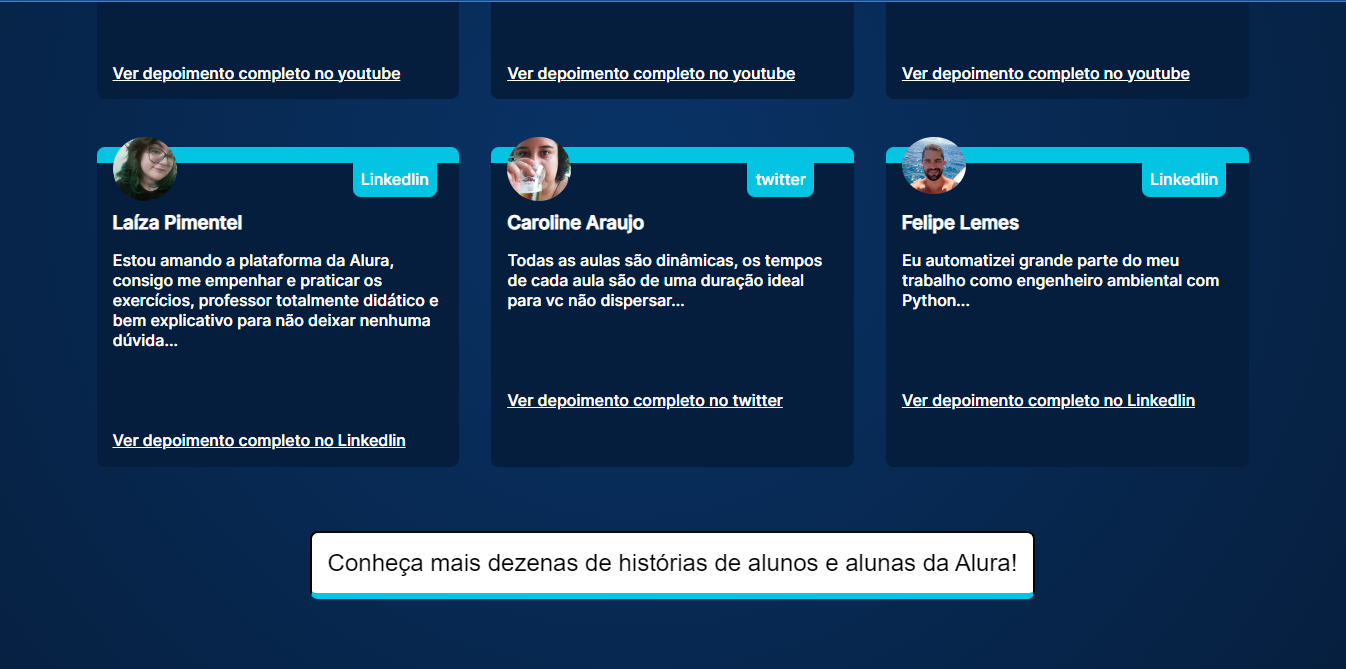 Ver depoimento completo no youtube
Ver depoimento completo no youtube
Ver depoimento completo no youtube
Linkedlin
Laíza Pimentel
Estou amando a plataforma da Alura,
consigo me empenhar e praticar os
exercícios, professor totalmente didático e
bem explicativo para não deixar nenhuma
dúvida...
Ver depoimento completo no Linkedlin
twitter
Caroline Araujo
Todas as aulas são dinâmicas, os tempos
de cada aula são de uma duração ideal
para vc não dispersar...
Ver depoimento completo no twitter
Linkedlin
Felipe Lemes
Eu automatizei grande parte do meu
trabalho como engenheiro ambiental com
Python...
Ver depoimento completo no Linkedlin
Conheça mais dezenas de histórias de alunos e alunas da Alura!